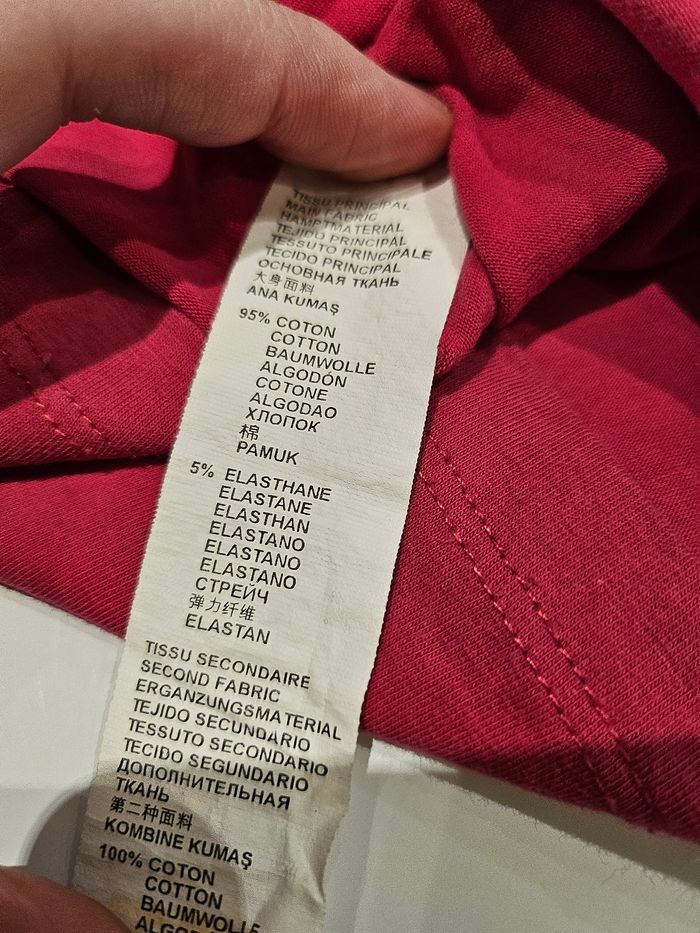 TISSU PRINCIPAL
MAIN FABRIC
HAMPTMATERIAL
TEJIDO PRINCIPAL
TESSUTO PRINCIPALE
TECIDO PRINCIPAL
ОСНОВНАЯ ТКАНЬ
大身面料
ANA KUMAŞ
95% COTON
COTTON
BAUMWOLLE
ALGODÓN
COTONE
ALGODAO
ХЛОПОК
棉
PAMUK
5% ELASTHANE
ELASTANE
ELASTHAN
ELASTANO
ELASTANO
ELASTANO
СТРЕЙЧ
弹力纤维
ELASTAN
TISSU SECONDAIRE
SECOND FABRIC
ERGANZUNGSMATERIAL
TEJIDO SECUNDARIO
TESSUTO SECONDARIO
TECIDO SEGUNDARIO
ДОПОЛНИТЕЛЬНАЯ
ТКАНЬ
第二种面料
KOMBINE KUMAŞ
100% COTON
COTTON
BAUMWOLLE